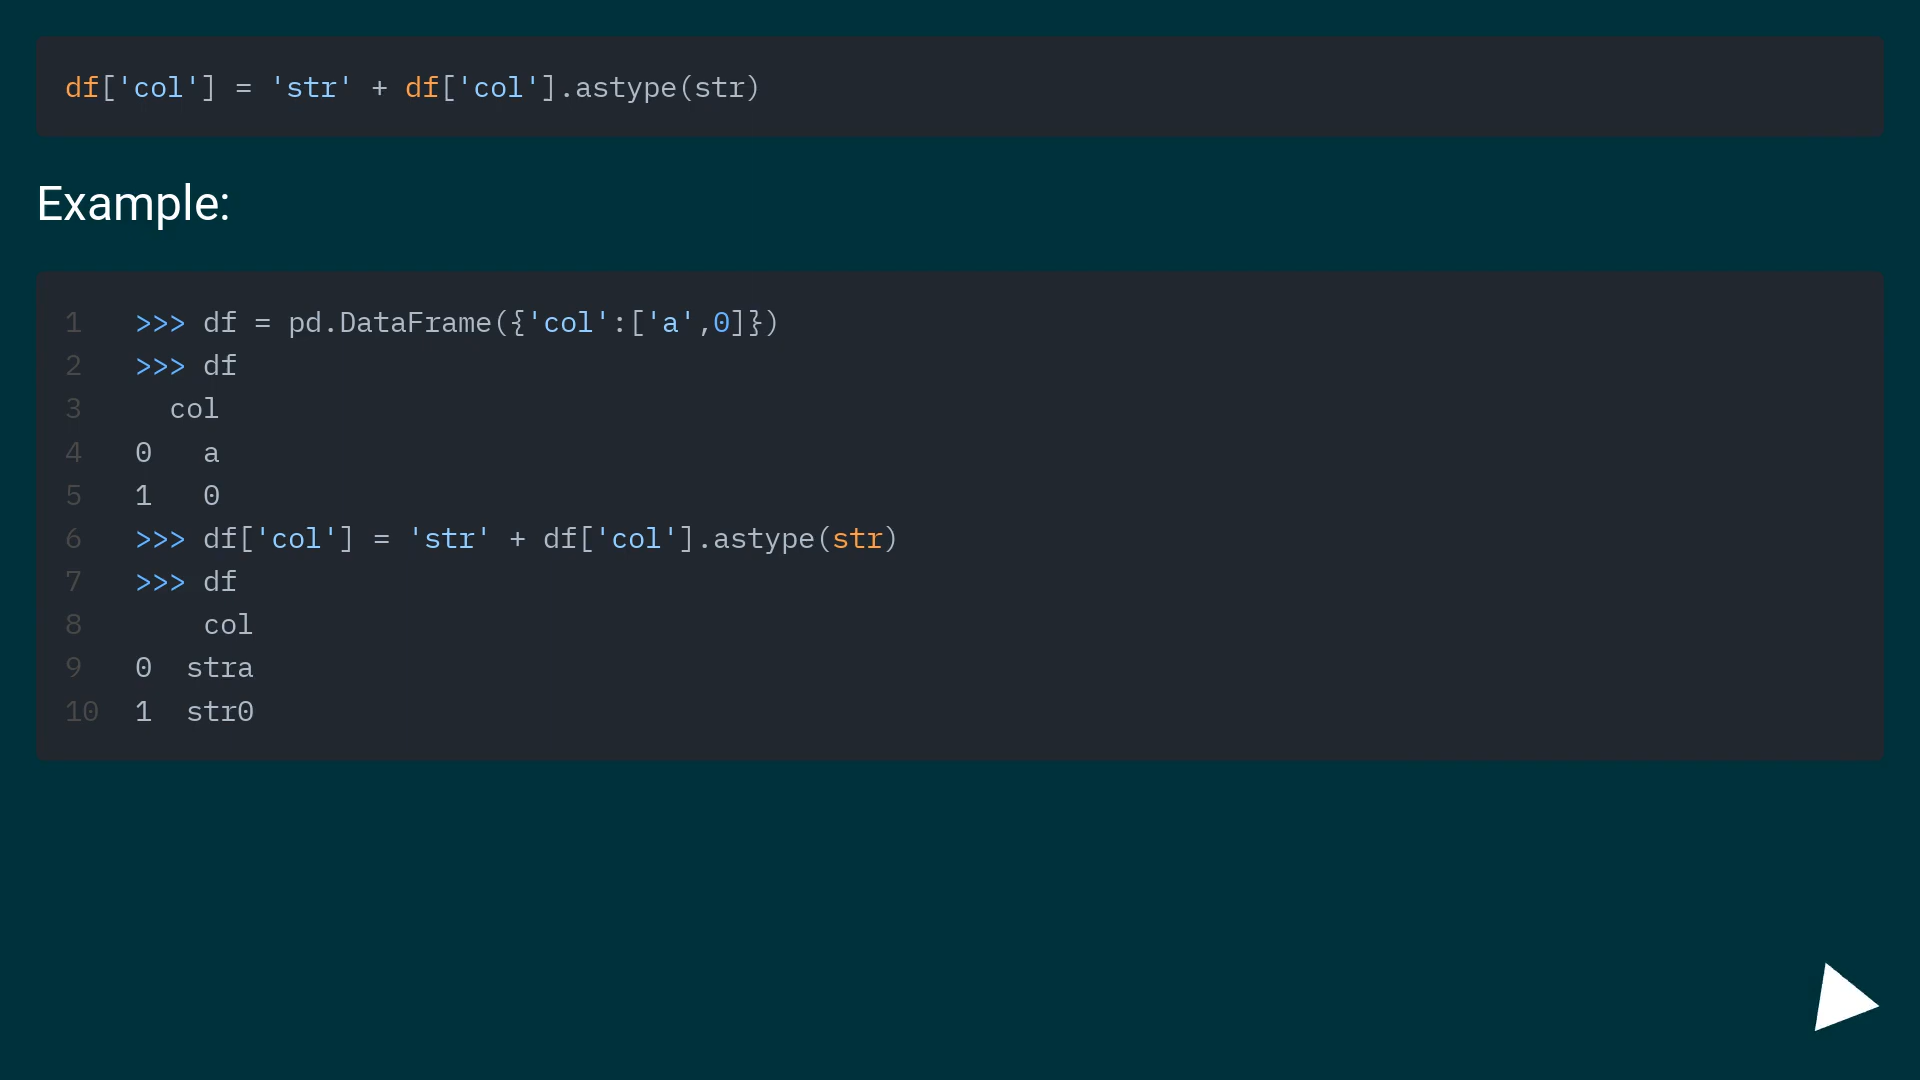 df['col'] = 'str' + df['col'].astype(str)
Example:
1 >>> df = pd.DataFrame({'col':['a',0]})
2 >>> df
3   col
4 0   a
5 1   0
6 >>> df['col'] = 'str' + df['col'].astype(str)
7 >>> df
8     col
9 0  stra
10 1  str0